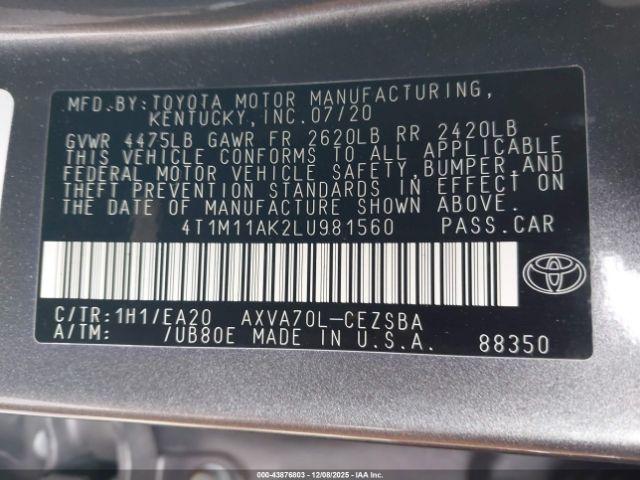 MFD. BY: TOYOTA MOTOR MANUFACTURING,
KENTUCKY, INC. 07/20
GVWR 4475LB GAWR FR 2620LB RR 2420LB
THIS VEHICLE CONFORMS TO ALL APPLICABLE
FEDERAL MOTOR VEHICLE SAFETY, BUMPER, AND
THEFT PREVENTION STANDARDS IN EFFECT ON
THE DATE OF MANUFACTURE SHOWN ABOVE.
4T1M11AK2LU981560 PASS.CAR
C/TR: 1H1/EA20 AXVA70L-CEZSBA
A/TM: /UB80E MADE IN U.S.A. 88350
000-43876803 - 12/08/2025 - IAAI.COM